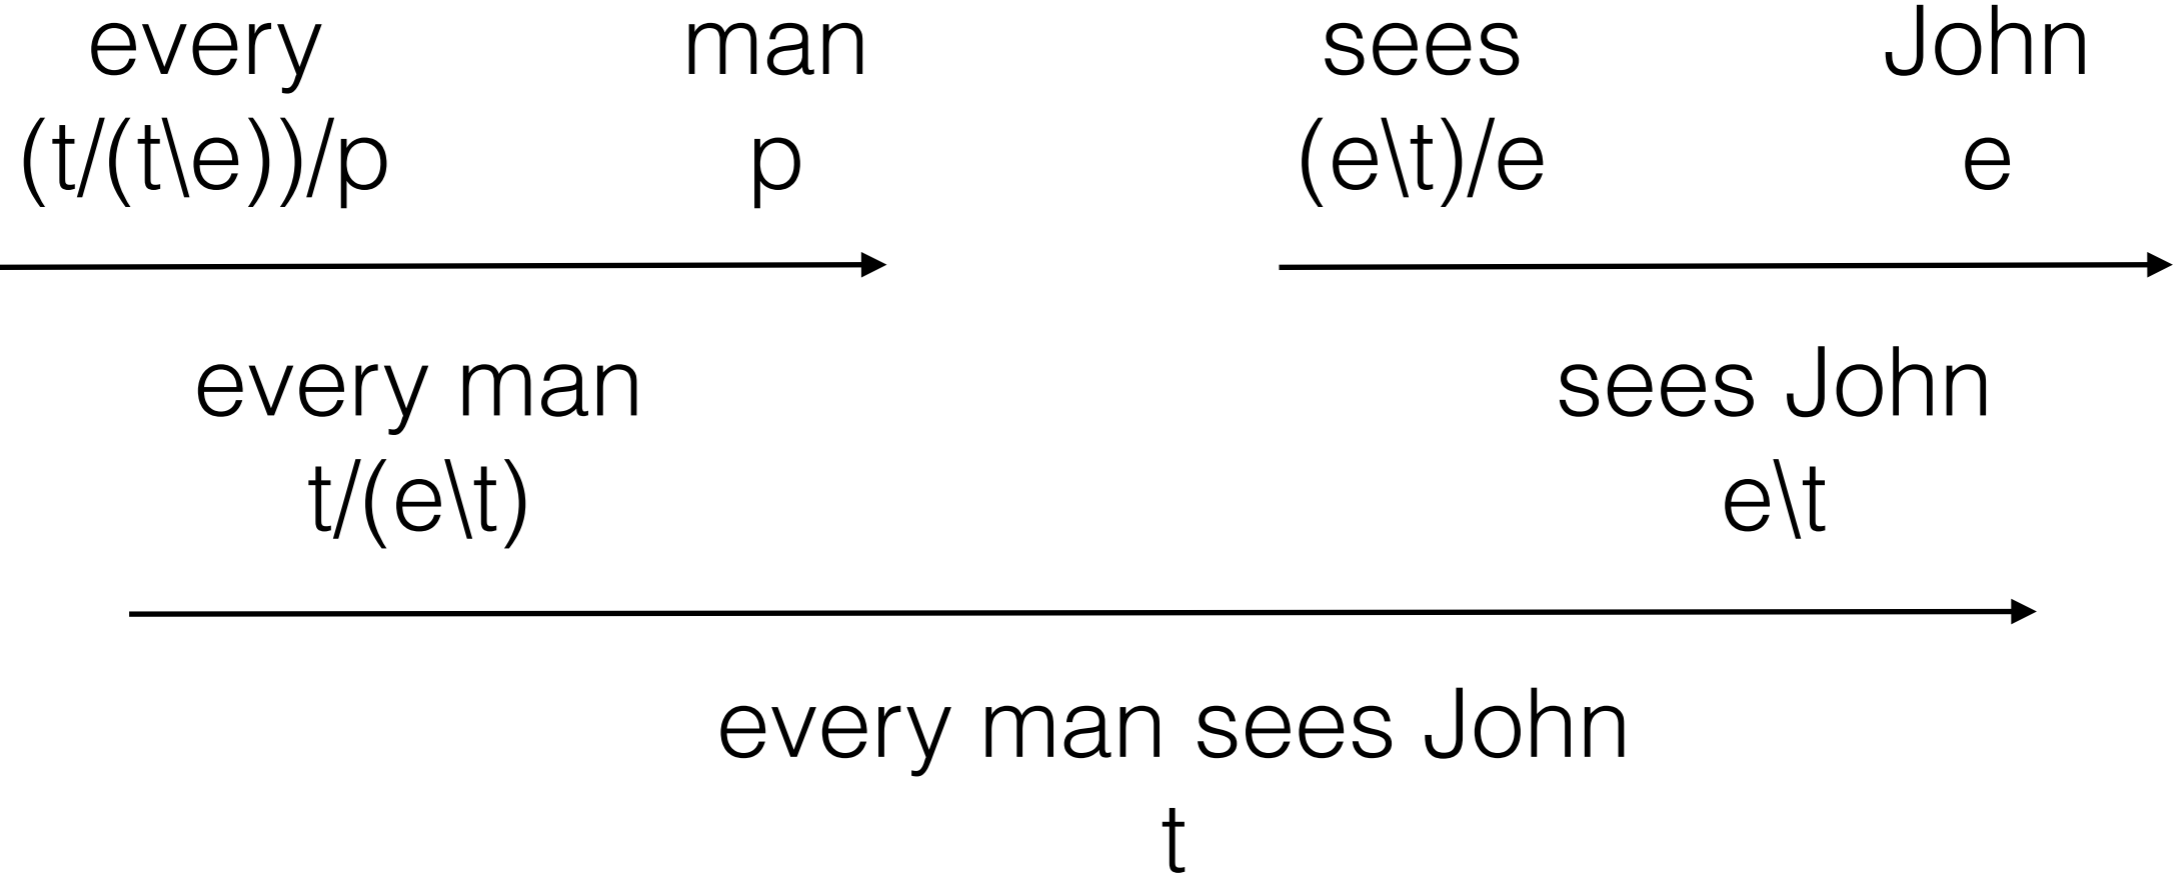 every man sees John
(t/(t\e))/p p (e\t)/e e
every man sees John
t/(e\t) e\t
every man sees John
t